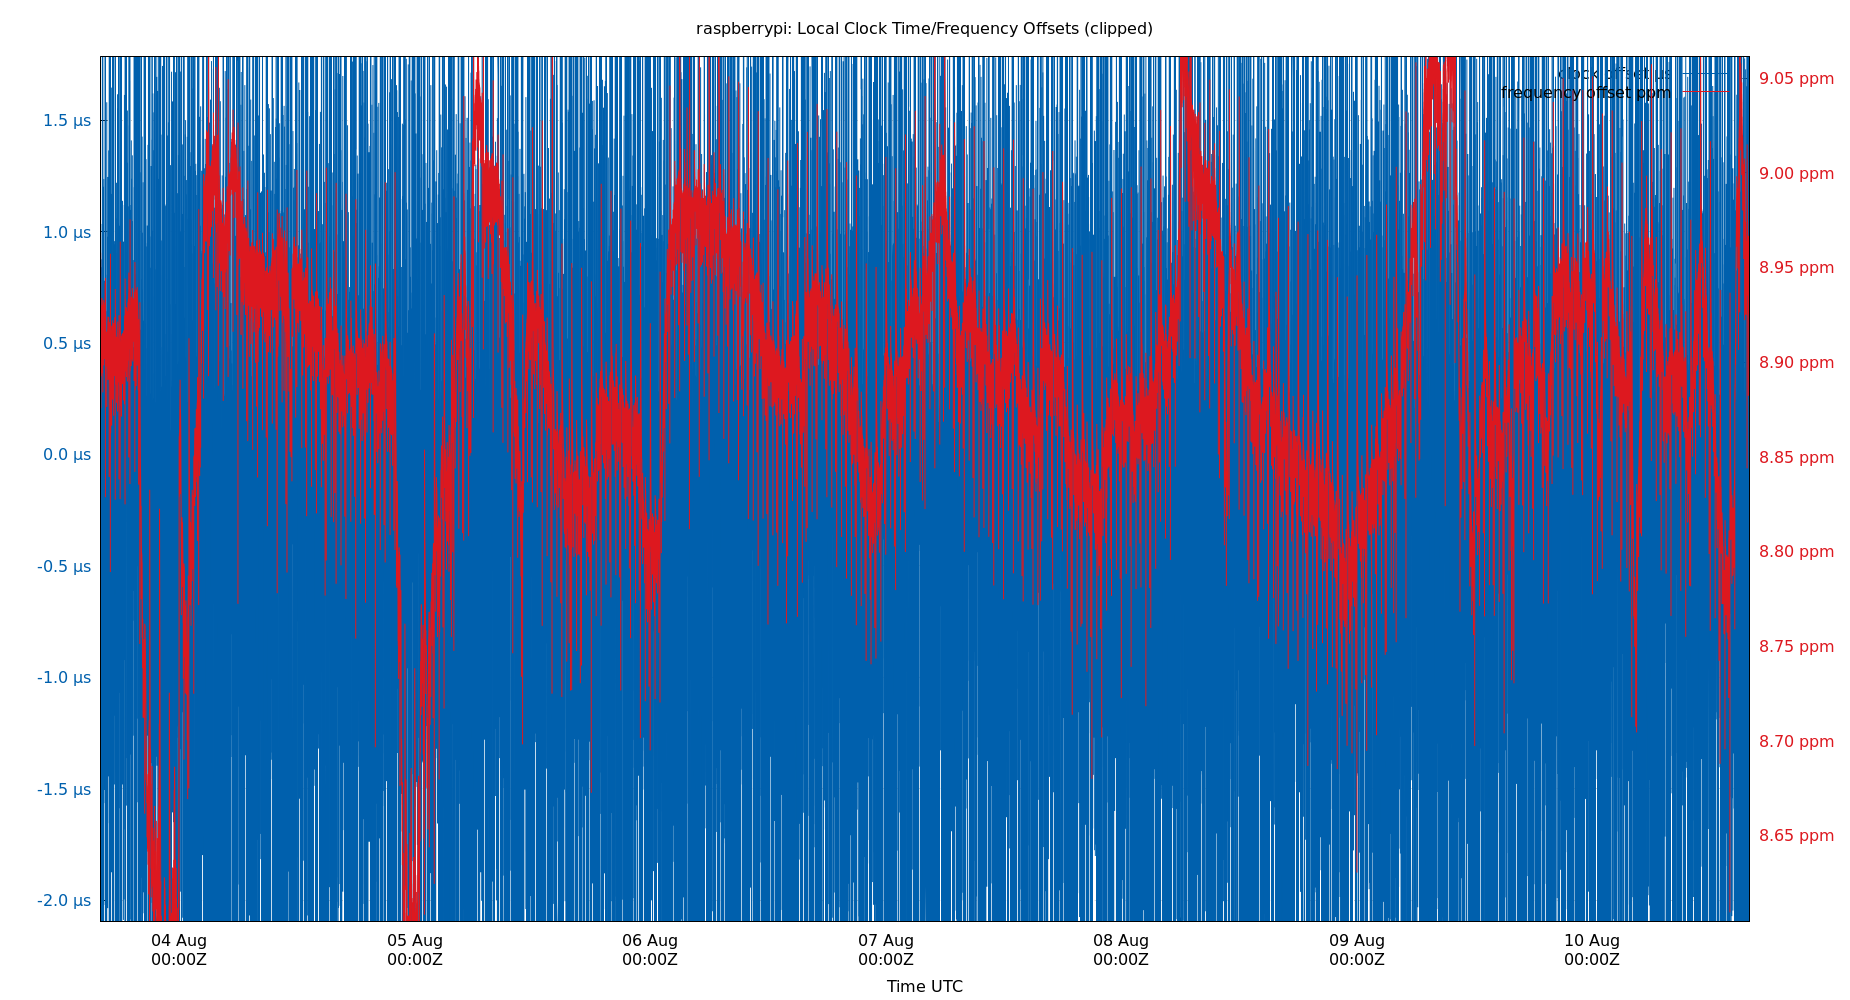 raspberrypi: Local Clock Time/Frequency Offsets (clipped)
clock offset µs
frequency offset ppm
1.5 µs
1.0 µs
0.5 µs
0.0 µs
-0.5 µs
-1.0 µs
-1.5 µs
-2.0 µs
9.05 ppm
9.00 ppm
8.95 ppm
8.90 ppm
8.85 ppm
8.80 ppm
8.75 ppm
8.70 ppm
8.65 ppm
04 Aug 05 Aug 06 Aug 07 Aug 08 Aug 09 Aug 10 Aug
00:00Z 00:00Z 00:00Z 00:00Z 00:00Z 00:00Z 00:00Z
Time UTC